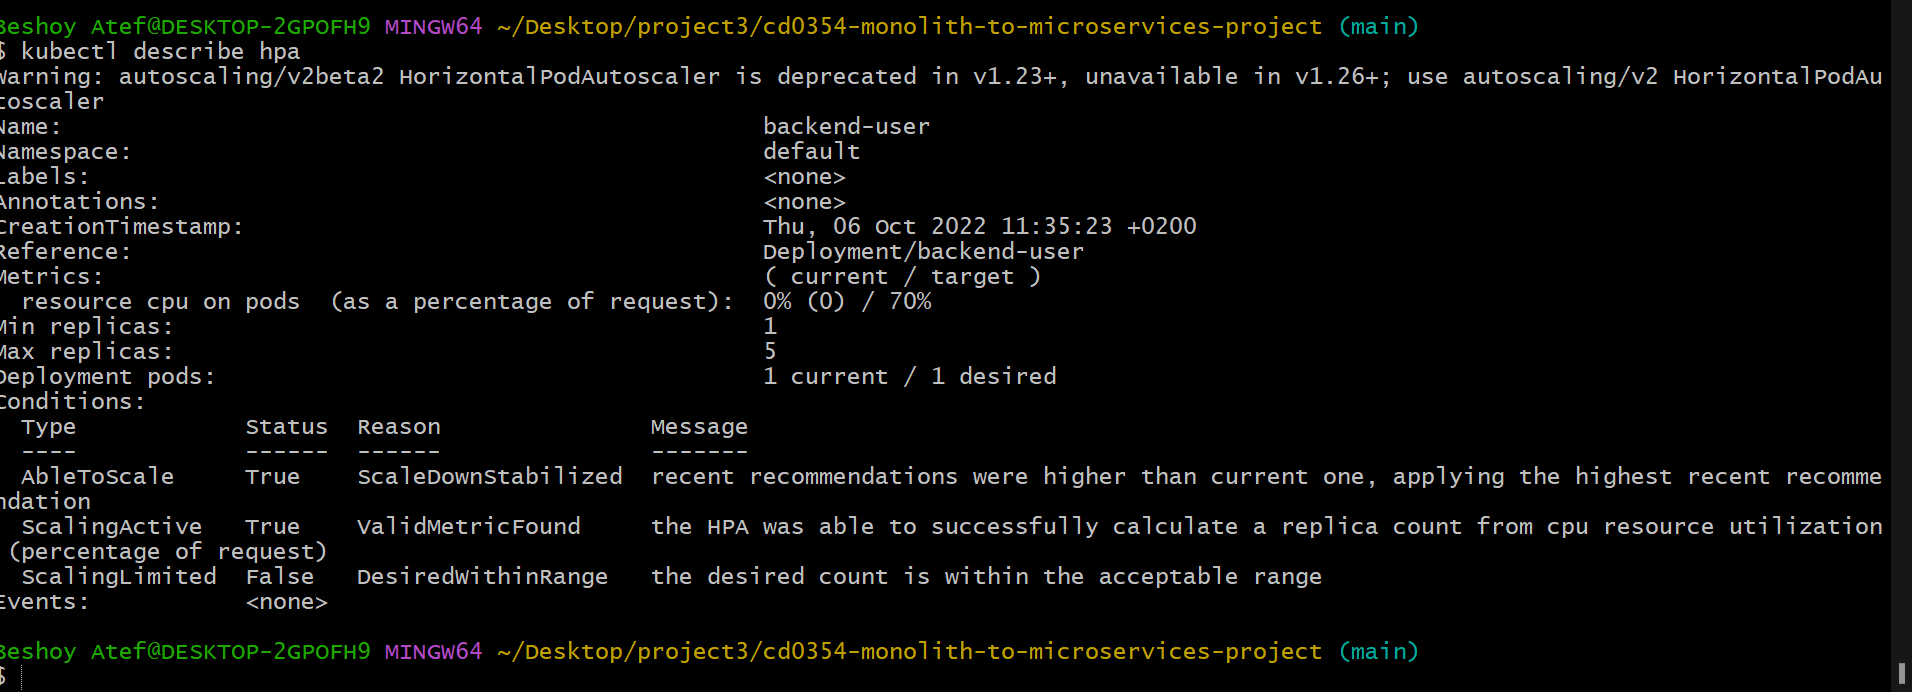 Beshoy Atef@DESKTOP-2GPOFH9 MINGW64 ~/Desktop/project3/cd0354-monolith-to-microservices-project (main)
$ kubectl describe hpa
Warning: autoscaling/v2beta2 HorizontalPodAutoscaler is deprecated in v1.23+, unavailable in v1.26+; use autoscaling/v2 HorizontalPodAu
toscaler
Name: backend-user
Namespace: default
Labels: <none>
Annotations: <none>
CreationTimestamp: Thu, 06 Oct 2022 11:35:23 +0200
Reference: Deployment/backend-user
Metrics: ( current / target )
resource cpu on pods (as a percentage of request): 0% (0) / 70%
Min replicas: 1
Max replicas: 5
Deployment pods: 1 current / 1 desired
Conditions:
Type Status Reason Message
---- ------ ------ -------
AbleToScale True ScaleDownStabilized recent recommendations were higher than current one, applying the highest recent recomme
ndation
ScalingActive True ValidMetricFound the HPA was able to successfully calculate a replica count from cpu resource utilization
(percentage of request)
ScalingLimited False DesiredWithinRange the desired count is within the acceptable range
Events: <none>
Beshoy Atef@DESKTOP-2GPOFH9 MINGW64 ~/Desktop/project3/cd0354-monolith-to-microservices-project (main)
$